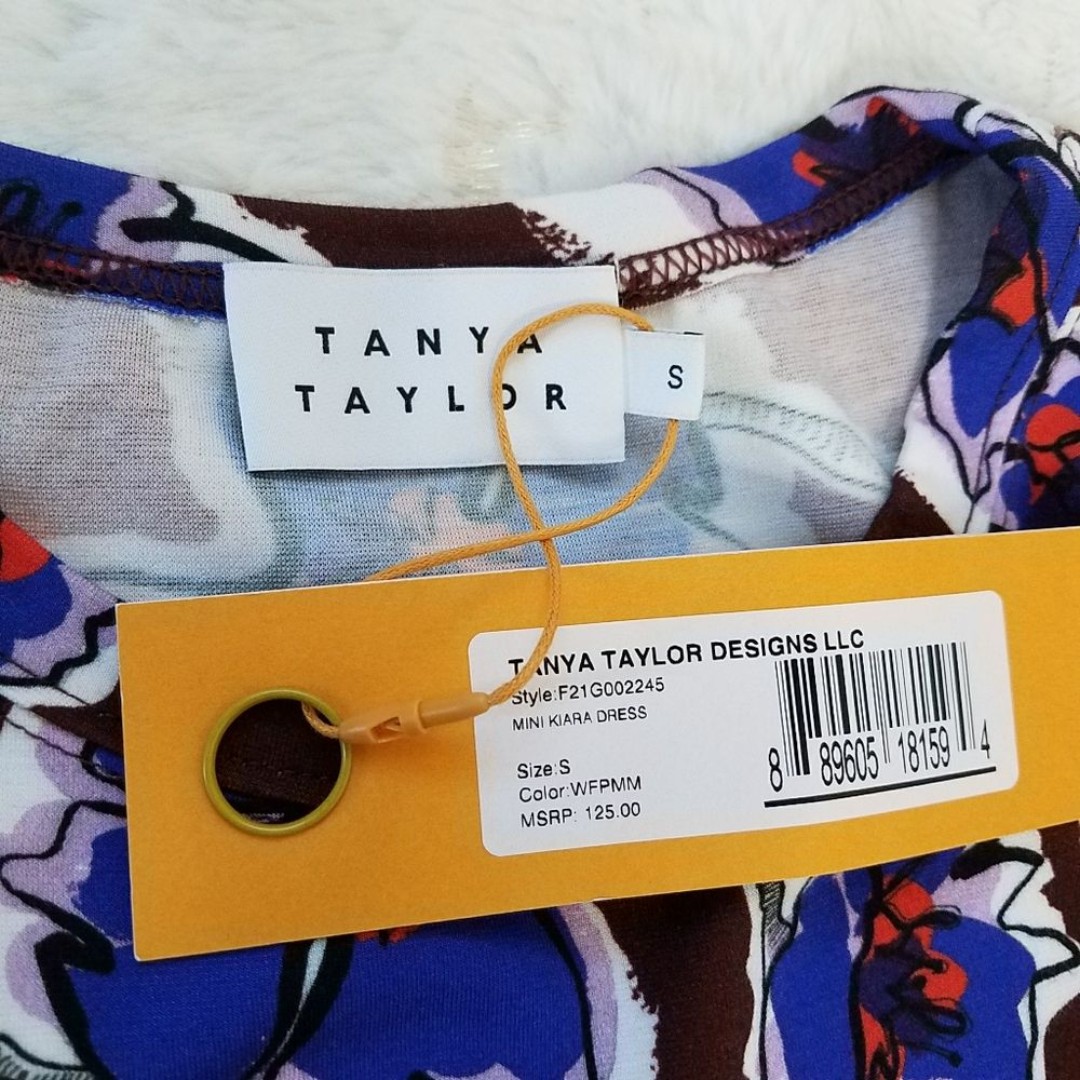 TANYA
TAYLOR
S
TANYA TAYLOR DESIGNS LLC
Style:F21G002245
MINI KIARA DRESS
Size:S
Color:WFPMM
MSRP: 125.00
8 89605 18159 4